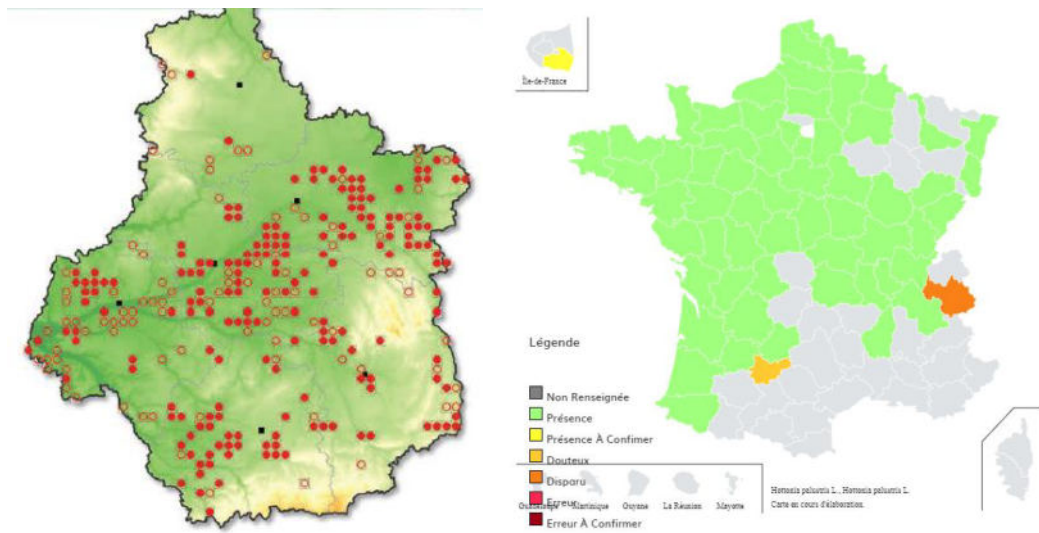 Île-de-France
Légende
Non Renseignée
Présence
Présence À Confimer
Douteux
Disparu
Erreur
Erreur À Confirmer
Guadeloupe
Martinique
Guyane
La Réunion
Mayotte
Hottonia palustris L., Hottonia palustris L.
Carte en cours d'élaboration.